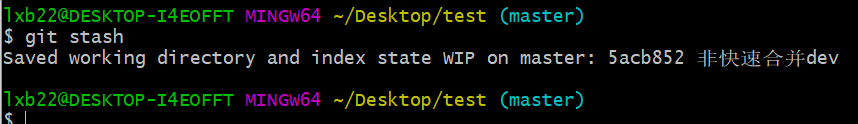 lxb22@DESKTOP-I4EOFFT MINGW64 ~/Desktop/test (master)
$ git stash
Saved working directory and index state WIP on master: 5acb852 非快速合并dev
lxb22@DESKTOP-I4EOFFT MINGW64 ~/Desktop/test (master)
$